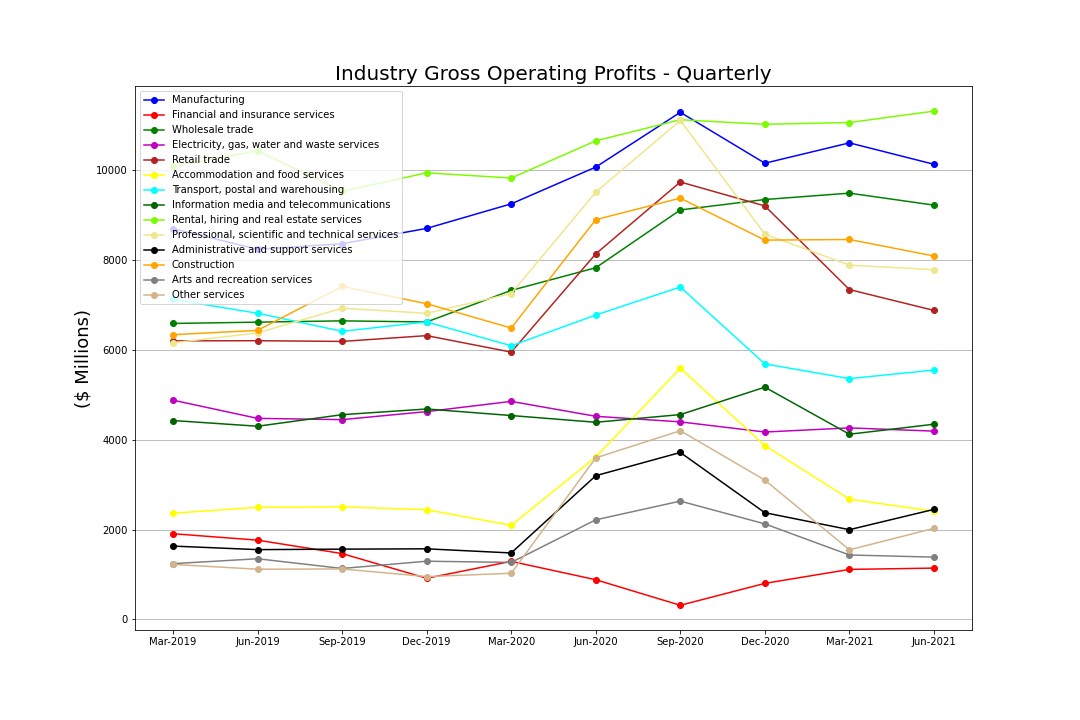 Industry Gross Operating Profits - Quarterly
Manufacturing
Financial and insurance services
Wholesale trade
Electricity, gas, water and waste services
Retail trade
Accommodation and food services
Transport, postal and warehousing
Information media and telecommunications
Rental, hiring and real estate services
Professional, scientific and technical services
Administrative and support services
Construction
Arts and recreation services
Other services
($ Millions)
10000
8000
6000
4000
2000
0
Mar-2019 Jun-2019 Sep-2019 Dec-2019 Mar-2020 Jun-2020 Sep-2020 Dec-2020 Mar-2021 Jun-2021